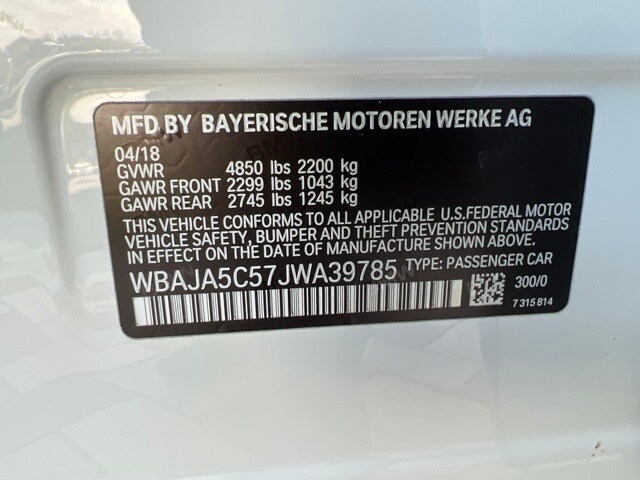 MFD BY BAYERISCHE MOTOREN WERKE AG
04/18
GVWR 4850 lbs 2200 kg
GAWR FRONT 2299 lbs 1043 kg
GAWR REAR 2745 lbs 1245 kg
THIS VEHICLE CONFORMS TO ALL APPLICABLE U.S.FEDERAL MOTOR
VEHICLE SAFETY, BUMPER AND THEFT PREVENTION STANDARDS
IN EFFECT ON THE DATE OF MANUFACTURE SHOWN ABOVE.
WBAJA5C57JWA39785 TYPE: PASSENGER CAR
300/0
7 315 814